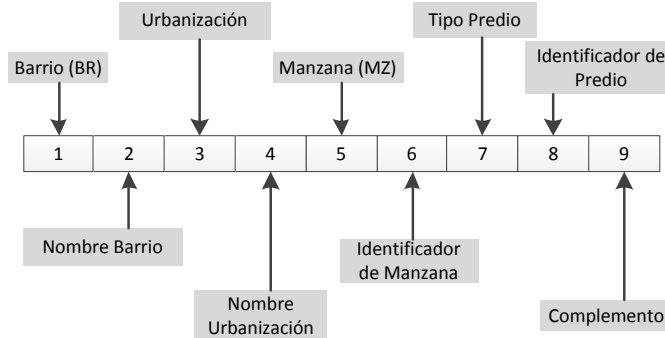 Urbanización
Tipo Predio
Barrio (BR)
Manzana (MZ)
Identificador de
Predio
1 2 3 4 5 6 7 8 9
Nombre Barrio
Identificador
de Manzana
Nombre
Urbanización
Complemento